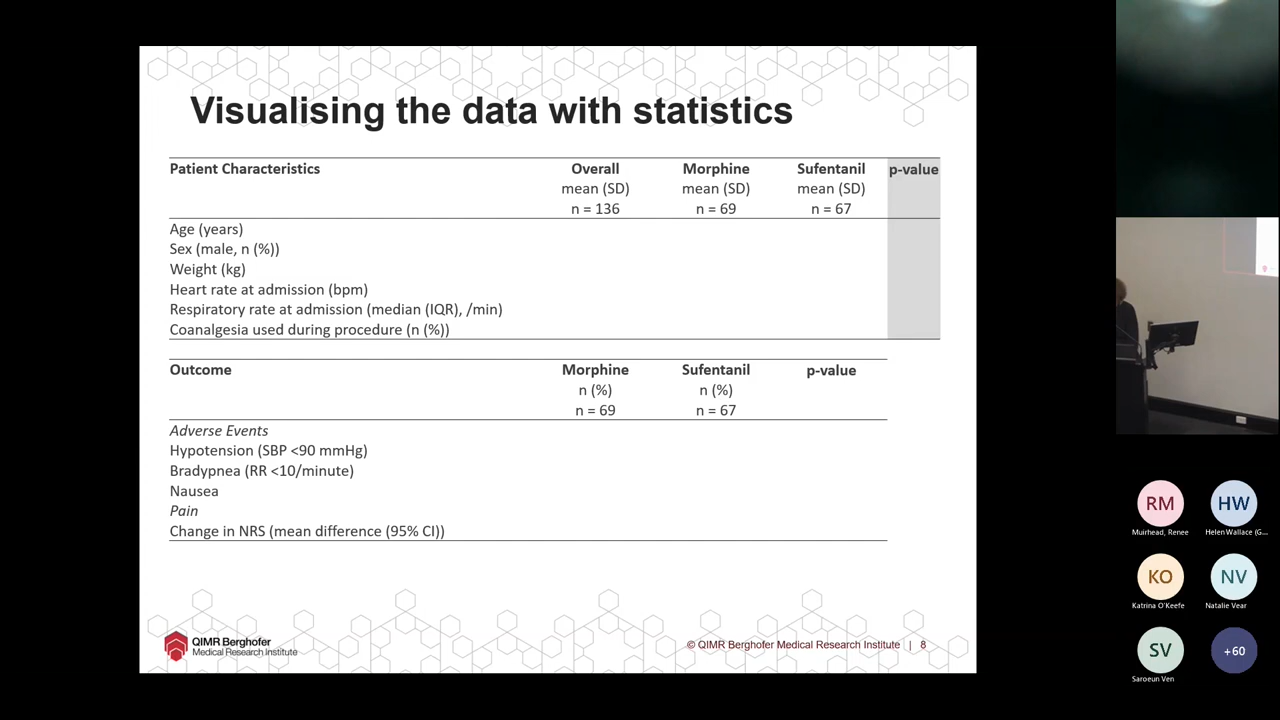 Visualising the data with statistics
Patient Characteristics Overall Morphine Sufentanil p-value
mean (SD) mean (SD) mean (SD)
n = 136 n = 69 n = 67
Age (years)
Sex (male, n (%))
Weight (kg)
Heart rate at admission (bpm)
Respiratory rate at admission (median (IQR), /min)
Coanalgesia used during procedure (n (%))
Outcome Morphine Sufentanil p-value
n (%) n (%)
n = 69 n = 67
Adverse Events
Hypotension (SBP <90 mmHg)
Bradypnea (RR <10/minute)
Nausea
Pain
Change in NRS (mean difference (95% CI))
QIMR Berghofer
Medical Research Institute
© QIMR Berghofer Medical Research Institute | 8
RM HW
Muirhead, Renee Helen Wallace (G...
KO NV
Katrina O'Keefe Natalie Vear
SV +60
Saroeun Ven